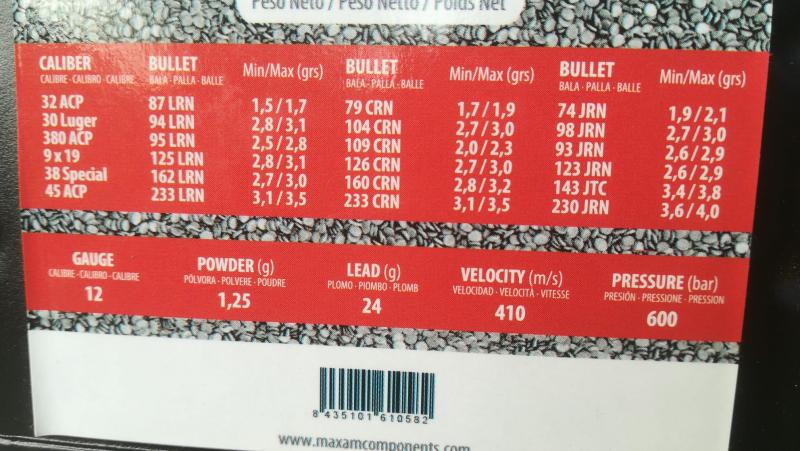 Peso Neto / Peso Netto / Poids Net
CALIBER BULLET Min/Max (grs) BULLET Min/Max (grs) BULLET Min/Max (grs)
CALIBRE - CALIBRO - CALIBRE BALA - PALLA - BALLE BALA - PALLA - BALLE BALA - PALLA - BALLE
32 ACP 87 LRN 1,5 / 1,7 79 CRN 1,7 / 1,9 74 JRN 1,9 / 2,1
30 Luger 94 LRN 2,8 / 3,1 104 CRN 2,7 / 3,0 98 JRN 2,7 / 3,0
380 ACP 95 LRN 2,5 / 2,8 109 CRN 2,0 / 2,3 93 JRN 2,6 / 2,9
9 x 19 125 LRN 2,8 / 3,1 126 CRN 2,7 / 3,0 123 JRN 2,6 / 2,9
38 Special 162 LRN 2,7 / 3,0 160 CRN 2,8 / 3,2 143 JTC 3,4 / 3,8
45 ACP 233 LRN 3,1 / 3,5 233 CRN 3,1 / 3,5 230 JRN 3,6 / 4,0
GAUGE POWDER (g) LEAD (g) VELOCITY (m/s) PRESSURE (bar)
CALIBRE - CALIBRO - CALIBRE PÓLVORA - POLVERE - POUDRE PLOMO - PIOMBO - PLOMB VELOCIDAD - VELOCITÀ - VITESSE PRESIÓN - PRESSIONE - PRESSION
12 1,25 24 410 600
8 435101 610582
www.maxamcomponents.com